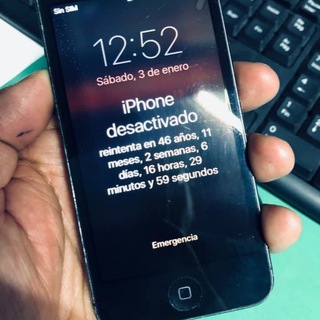 Sin SIM
12:52
Sábado, 3 de enero
iPhone
desactivado
reintenta en 46 años, 11
meses, 2 semanas, 6
días, 16 horas, 29
minutos y 59 segundos
Emergencia